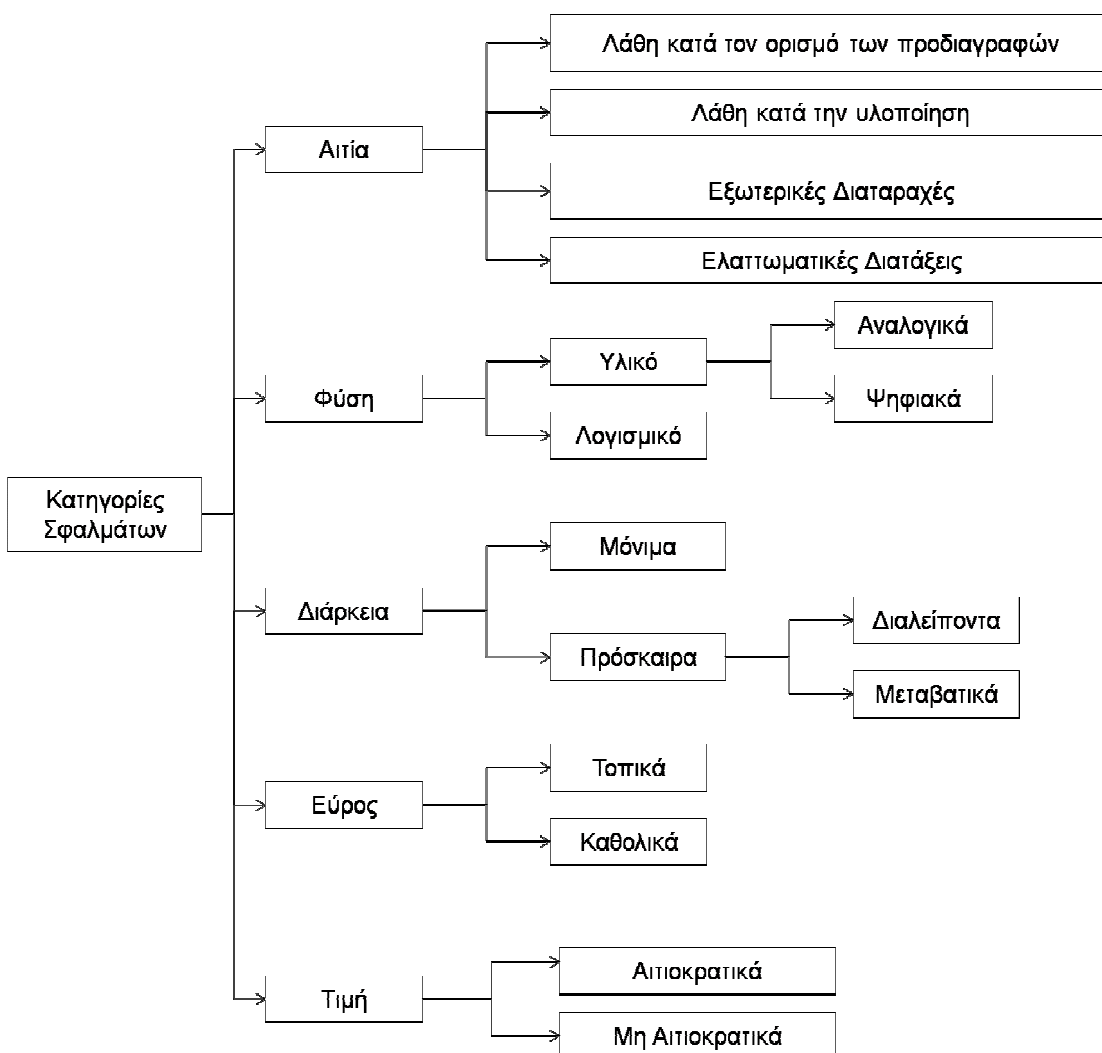 Λάθη κατά τον ορισμό των προδιαγραφών
Λάθη κατά την υλοποίηση
Αιτία
Εξωτερικές Διαταραχές
Ελαττωματικές Διατάξεις
Αναλογικά
Υλικό
Φύση
Ψηφιακά
Λογισμικό
Κατηγορίες
Σφαλμάτων
Μόνιμα
Διάρκεια
Διαλείποντα
Πρόσκαιρα
Μεταβατικά
Τοπικά
Εύρος
Καθολικά
Αιτιοκρατικά
Τιμή
Μη Αιτιοκρατικά